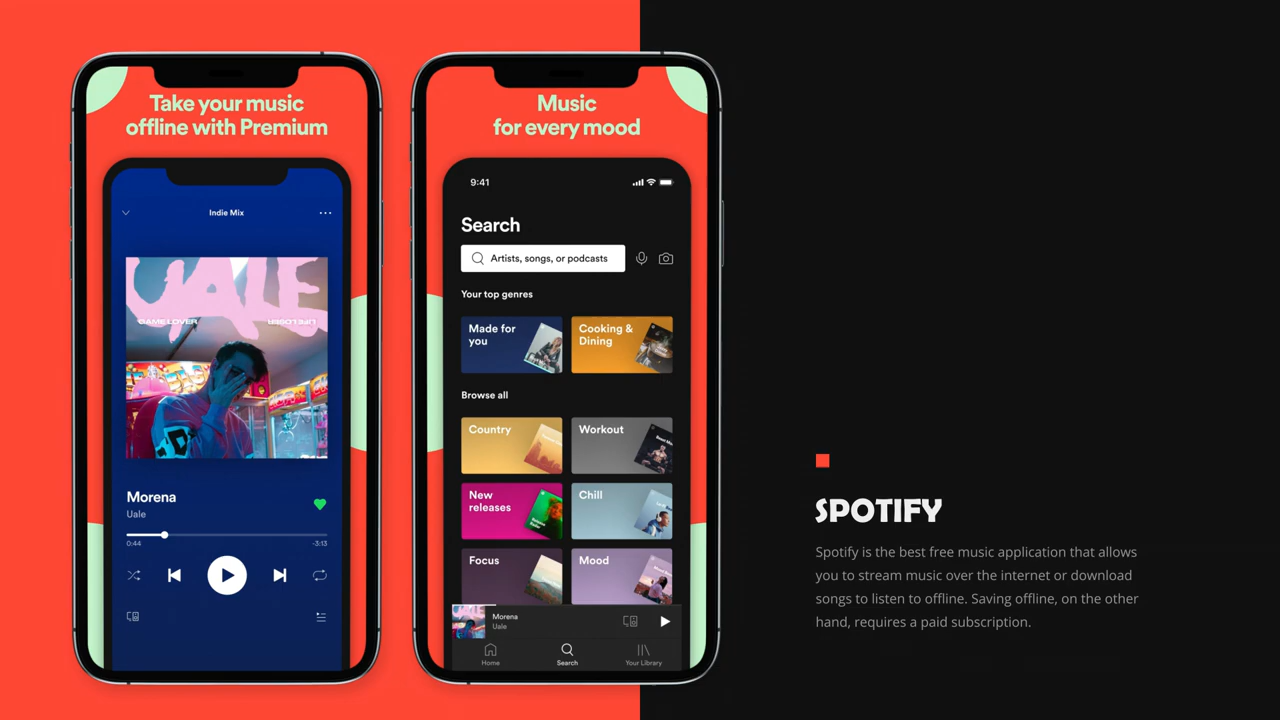 Take your music
offline with Premium
Indie Mix
UALE
GAME LOVER
Morena
Uale
0:44
-3:13
Music
for every mood
9:41
Search
Artists, songs, or podcasts
Your top genres
Made for
you
Cooking &
Dining
Browse all
Country
Workout
New
releases
Chill
Focus
Mood
Morena
Uale
Home
Search
Your Library
SPOTIFY
Spotify is the best free music application that allows
you to stream music over the internet or download
songs to listen to offline. Saving offline, on the other
hand, requires a paid subscription.